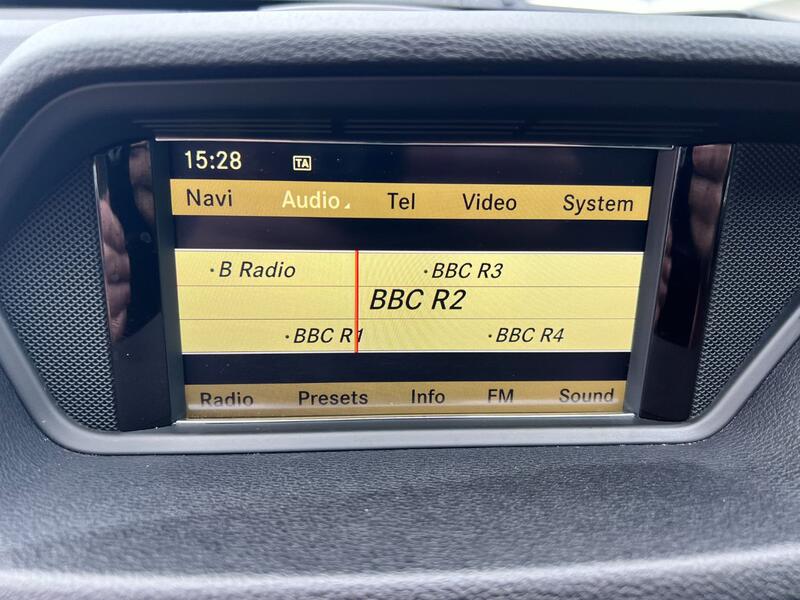 15:28 TA
Navi Audio Tel Video System
·B Radio ·BBC R3
BBC R2
·BBC R1 ·BBC R4
Radio Presets Info FM Sound